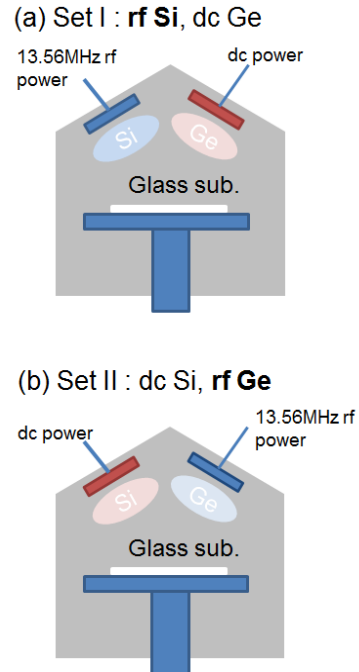 (a) Set I : rf Si, dc Ge
13.56MHz rf
power
dc power
Si
Ge
Glass sub.
(b) Set II : dc Si, rf Ge
dc power
13.56MHz rf
power
Si
Ge
Glass sub.